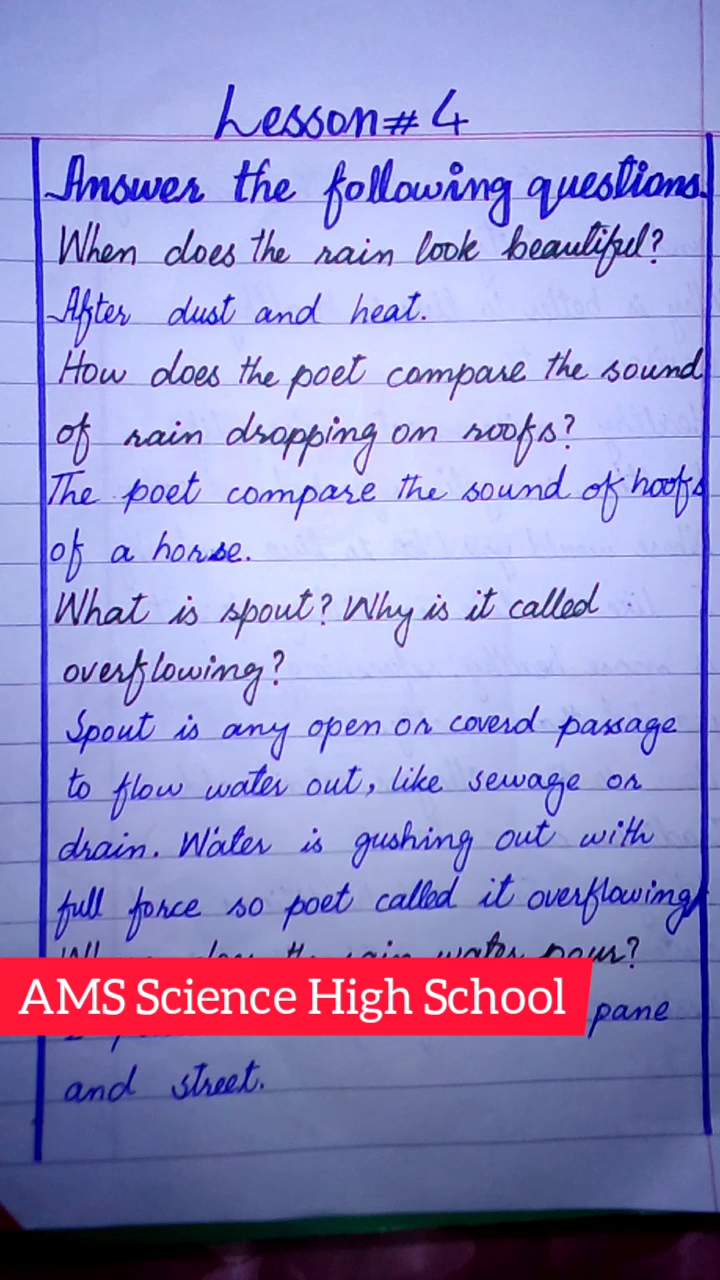 Lesson# 4
Answer the following questions.
When does the rain look beautiful?
After dust and heat.
How does the poet compare the sound
of rain dropping on roofs?
The poet compare the sound of hoofs
of a horse.
What is spout? Why is it called
overflowing?
Spout is any open or coverd passage
to flow water out, like sewage or
drain. Water is gushing out with
full force so poet called it overflowing
the rain water pour?
AMS Science High School
pane
and street.